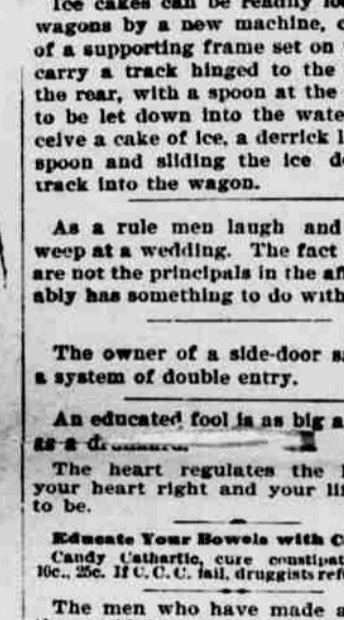 Ice cakes can be readily
wagons by a new machine,
of a supporting frame set on
carry a track hinged to the
the rear, with a spoon at the
to be let down into the wate
ceive a cake of ice, a derrick l
spoon and sliding the ice d
track into the wagon.
As a rule men laugh and
weep at a wedding. The fact
are not the principals in the aff
ably has something to do with
The owner of a side-door s
a system of double entry.
An educated fool is as big a
as a
The heart regulates the
your heart right and your li
to be.
Educate Your Bowels with C
Candy Cathartic, cure constipat
10c., 25c. If C. C. C. fail, druggists ref
The men who have made a